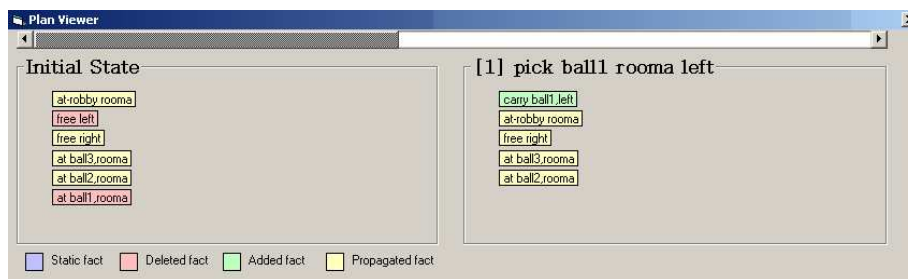 Plan Viewer
Initial State
at-robby rooma
free left
free right
at ball3,rooma
at ball2,rooma
at ball1,rooma
[1] pick ball1 rooma left
carry ball1,left
at-robby rooma
free right
at ball3,rooma
at ball2,rooma
Static fact Deleted fact Added fact Propagated fact